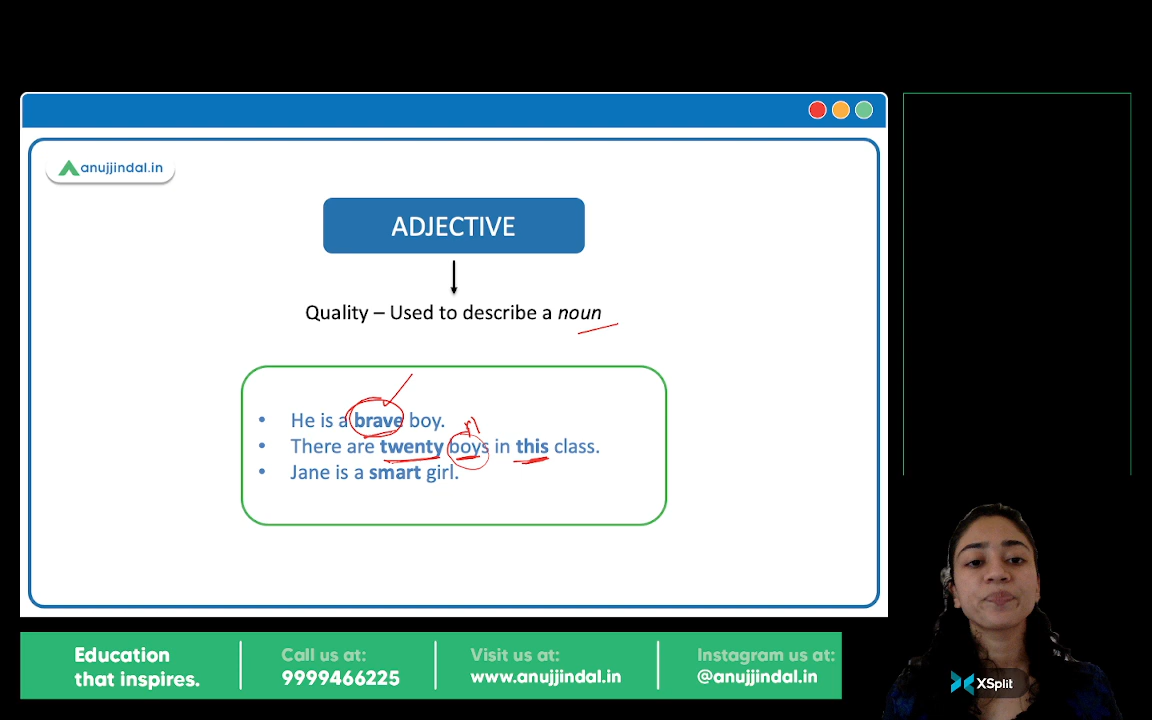 anujjindal.in
ADJECTIVE
Quality – Used to describe a noun
• He is a brave boy.
• There are twenty boys in this class.
• Jane is a smart girl.
Education
that inspires.
Call us at:
9999466225
Visit us at:
www.anujjindal.in
Instagram us at:
@anujjindal.in
XSplit